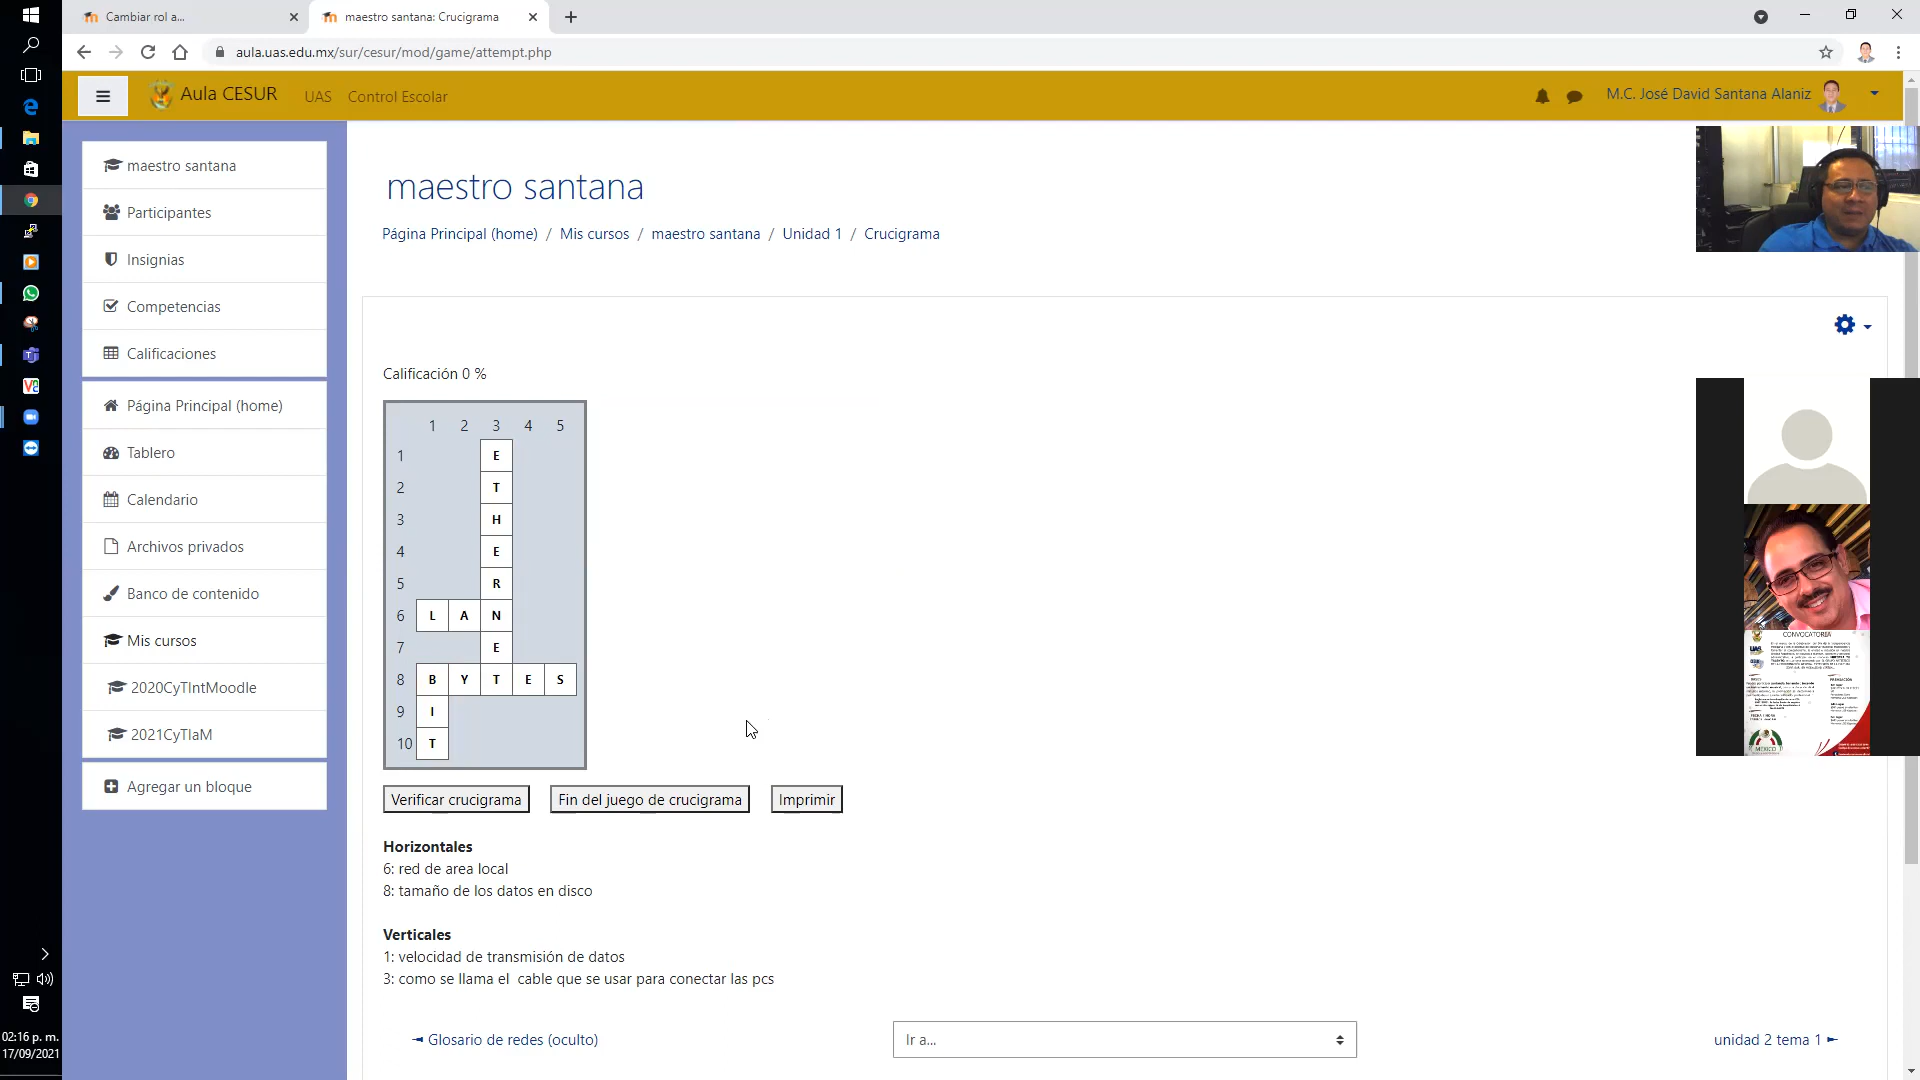 Cambiar rol a...
maestro santana: Crucigrama
aula.uas.edu.mx/sur/cesur/mod/game/attempt.php
Aula CESUR
UAS
Control Escolar
M.C. José David Santana Alaniz
maestro santana
Participantes
Insignias
Competencias
Calificaciones
Página Principal (home)
Tablero
Calendario
Archivos privados
Banco de contenido
Mis cursos
2020CyTIntMoodle
2021CyTIaM
Agregar un bloque
maestro santana
Página Principal (home) / Mis cursos / maestro santana / Unidad 1 / Crucigrama
Calificación 0 %
1 2 3 4 5
1 E
2 T
3 H
4 E
5 R
6 L A N
7 E
8 B Y T E S
9 I
10 T
Verificar crucigrama
Fin del juego de crucigrama
Imprimir
Horizontales
6: red de area local
8: tamaño de los datos en disco
Verticales
1: velocidad de transmisión de datos
3: como se llama el cable que se usar para conectar las pcs
◄ Glosario de redes (oculto)
Ir a...
unidad 2 tema 1 ►
CONVOCATORIA
UAS
MEXICO
02:16 p. m.
17/09/2021